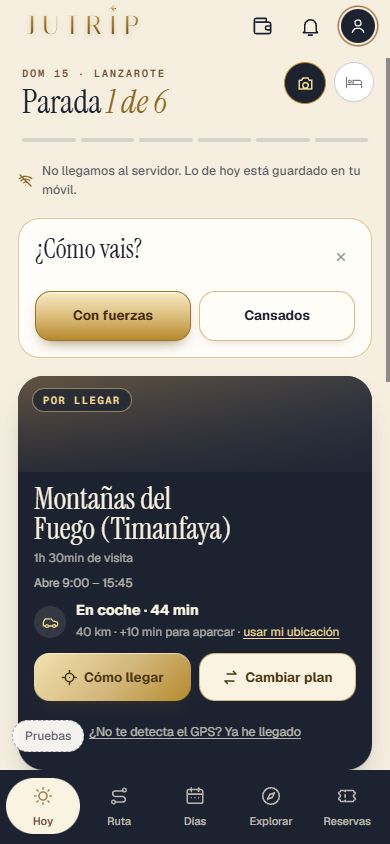 JUTRIP
DOM 15 · LANZAROTE
Parada 1 de 6
No llegamos al servidor. Lo de hoy está guardado en tu
móvil.
¿Cómo vais?
×
Con fuerzas
Cansados
POR LLEGAR
Montañas del
Fuego (Timanfaya)
1h 30min de visita
Abre 9:00 – 15:45
En coche · 44 min
40 km · +10 min para aparcar · usar mi ubicación
Cómo llegar
Cambiar plan
Pruebas
¿No te detecta el GPS? Ya he llegado
Hoy
Ruta
Días
Explorar
Reservas